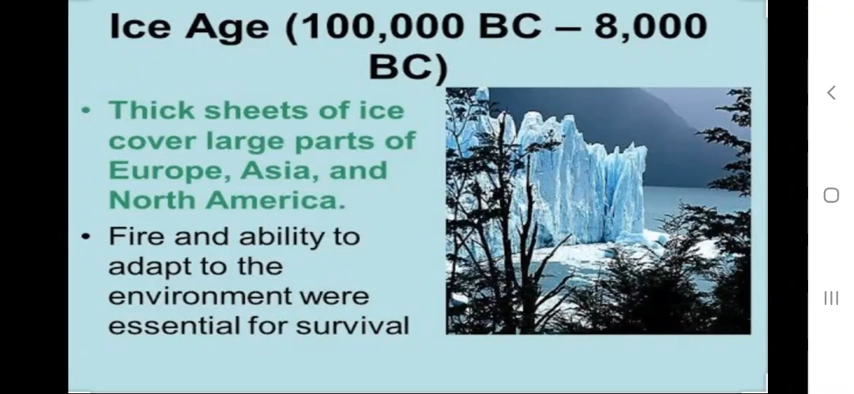 Ice Age (100,000 BC – 8,000
BC)
• Thick sheets of ice
cover large parts of
Europe, Asia, and
North America.
• Fire and ability to
adapt to the
environment were
essential for survival